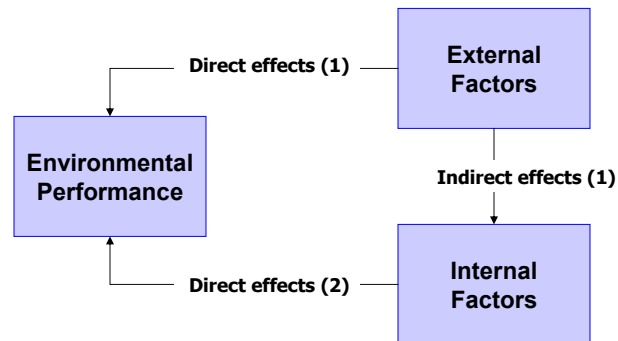 Direct effects (1)
External
Factors
Environmental
Performance
Indirect effects (1)
Direct effects (2)
Internal
Factors